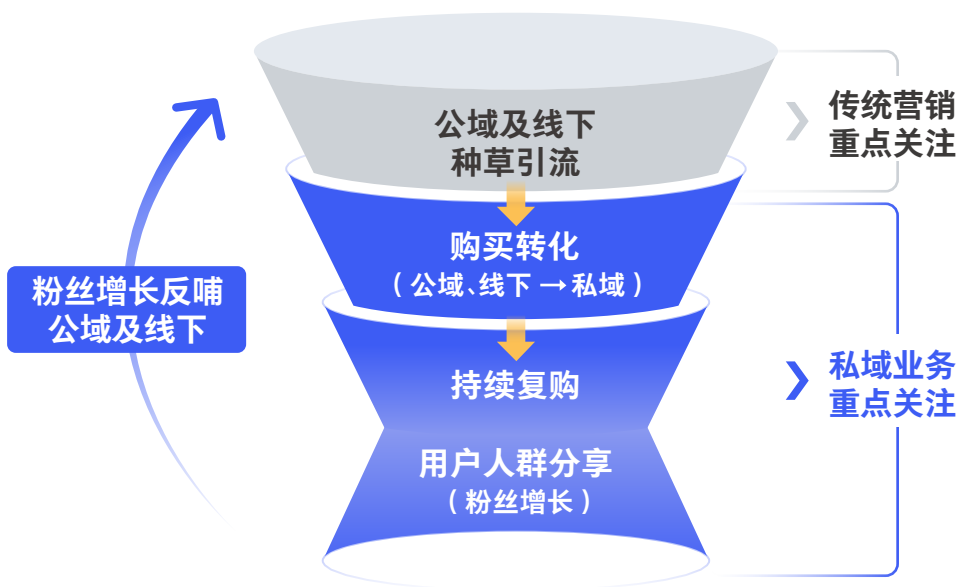 公域及线下
种草引流
传统营销
重点关注
购买转化
（公域、线下→私域）
粉丝增长反哺
公域及线下
持续复购
私域业务
重点关注
用户人群分享
（粉丝增长）